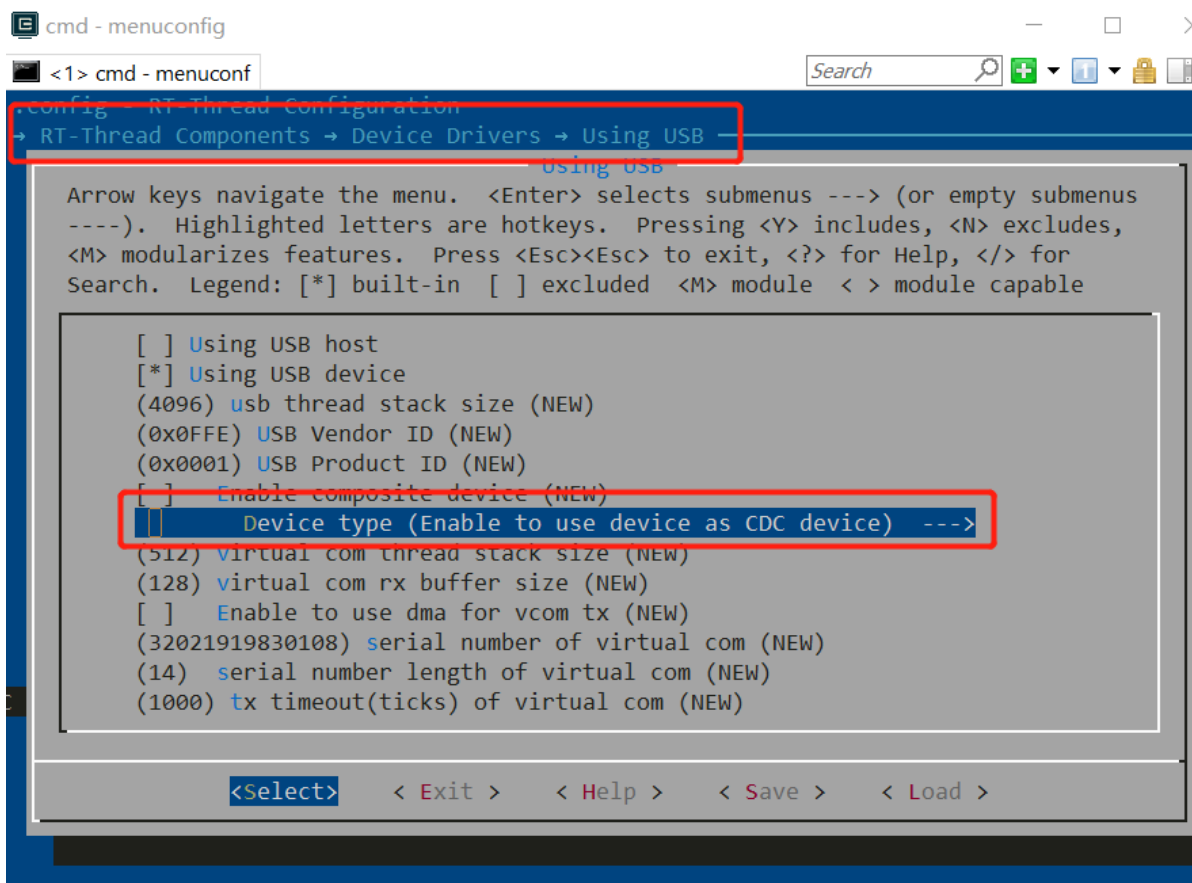 cmd - menuconfig
<1> cmd - menuconf
Search
.config - RT-Thread Configuration
→ RT-Thread Components → Device Drivers → Using USB
Using USB
Arrow keys navigate the menu. <Enter> selects submenus ---> (or empty submenus
----). Highlighted letters are hotkeys. Pressing <Y> includes, <N> excludes,
<M> modularizes features. Press <Esc><Esc> to exit, <?> for Help, </> for
Search. Legend: [*] built-in [ ] excluded <M> module < > module capable
[ ] Using USB host
[*] Using USB device
(4096) usb thread stack size (NEW)
(0x0FFE) USB Vendor ID (NEW)
(0x0001) USB Product ID (NEW)
[ ] Enable composite device (NEW)
Device type (Enable to use device as CDC device) --->
(512) virtual com thread stack size (NEW)
(128) virtual com rx buffer size (NEW)
[ ] Enable to use dma for vcom tx (NEW)
(32021919830108) serial number of virtual com (NEW)
(14) serial number length of virtual com (NEW)
(1000) tx timeout(ticks) of virtual com (NEW)
<Select> < Exit > < Help > < Save > < Load >